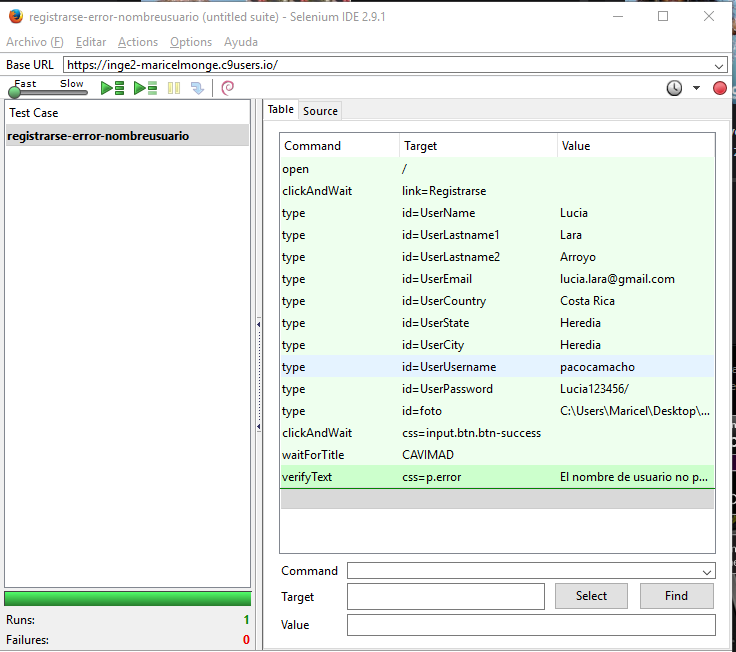 registrarse-error-nombreusuario (untitled suite) - Selenium IDE 2.9.1
Archivo (F) Editar Actions Options Ayuda
Base URL https://inge2-maricelmonge.c9users.io/
Fast Slow
Test Case
registrarse-error-nombreusuario
Table Source
Command Target Value
open /
clickAndWait link=Registrarse
type id=UserName Lucia
type id=UserLastname1 Lara
type id=UserLastname2 Arroyo
type id=UserEmail lucia.lara@gmail.com
type id=UserCountry Costa Rica
type id=UserState Heredia
type id=UserCity Heredia
type id=UserUsername pacocamacho
type id=UserPassword Lucia123456/
type id=foto C:\Users\Maricel\Desktop\...
clickAndWait css=input.btn.btn-success
waitForTitle CAVIMAD
verifyText css=p.error El nombre de usuario no p...
Command
Target Select Find
Value
Runs: 1
Failures: 0